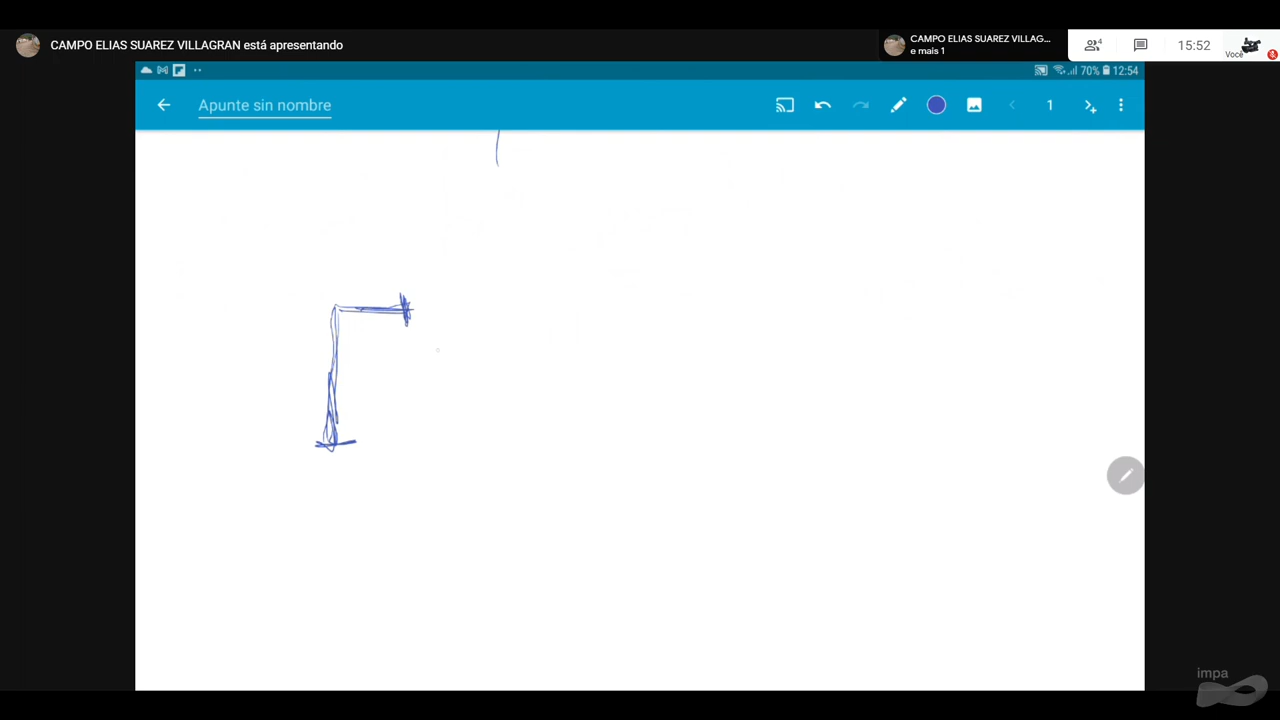 CAMPO ELIAS SUAREZ VILLAGRAN está apresentando
CAMPO ELIAS SUAREZ VILLAG...
e mais 1
4
15:52
Você
70% 12:54
Apunte sin nombre
1
impa